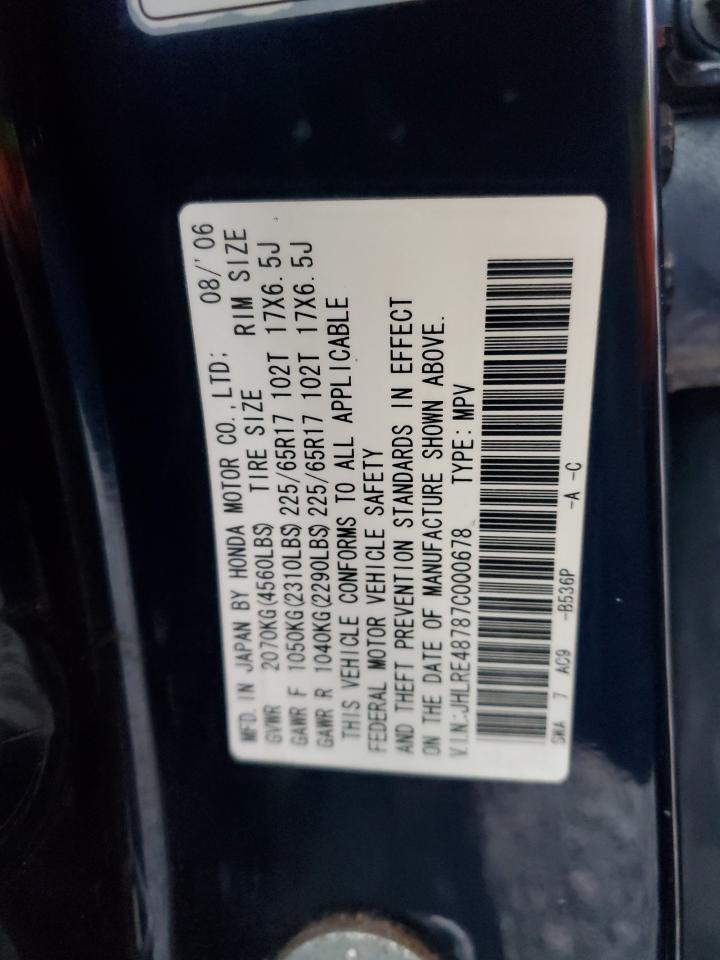 MFD. IN JAPAN BY HONDA MOTOR CO.,LTD; 08/'06
GVWR 2070KG(4560LBS) TIRE SIZE RIM SIZE
GAWR F 1050KG(2310LBS) 225/65R17 102T 17X6.5J
GAWR R 1040KG(2290LBS) 225/65R17 102T 17X6.5J
THIS VEHICLE CONFORMS TO ALL APPLICABLE
FEDERAL MOTOR VEHICLE SAFETY
AND THEFT PREVENTION STANDARDS IN EFFECT
ON THE DATE OF MANUFACTURE SHOWN ABOVE.
V.I.N.:JHLRE48787C000678 TYPE: MPV
SWA 7 AC9 -B536P -A -C